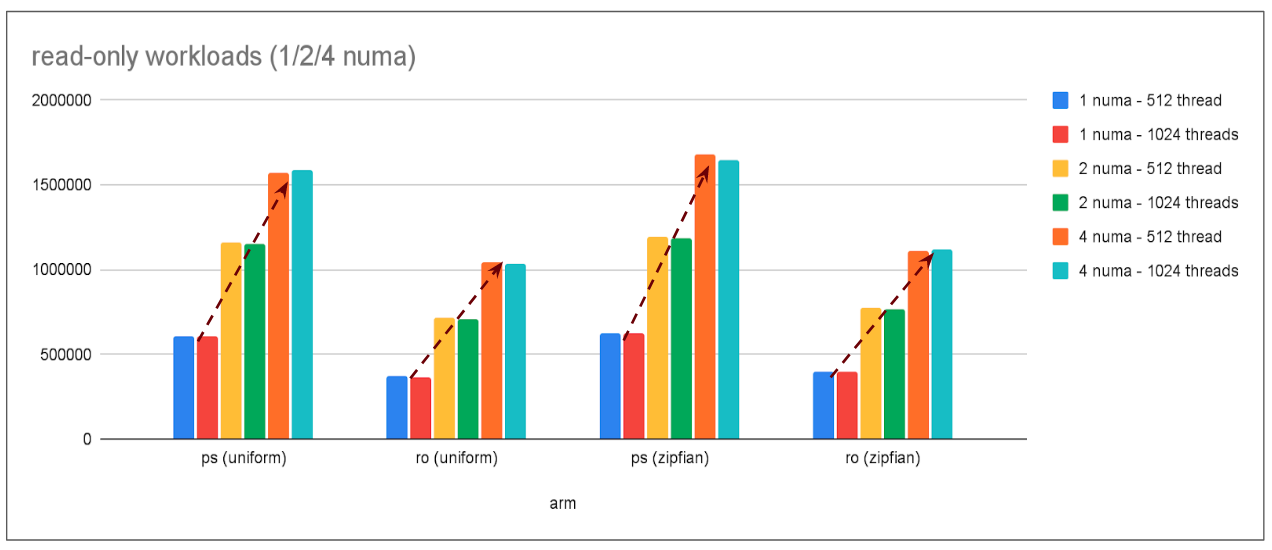 read-only workloads (1/2/4 numa)
2000000
1500000
1000000
500000
0
ps (uniform)
ro (uniform)
ps (zipfian)
ro (zipfian)
arm
1 numa - 512 thread
1 numa - 1024 threads
2 numa - 512 thread
2 numa - 1024 threads
4 numa - 512 thread
4 numa - 1024 threads